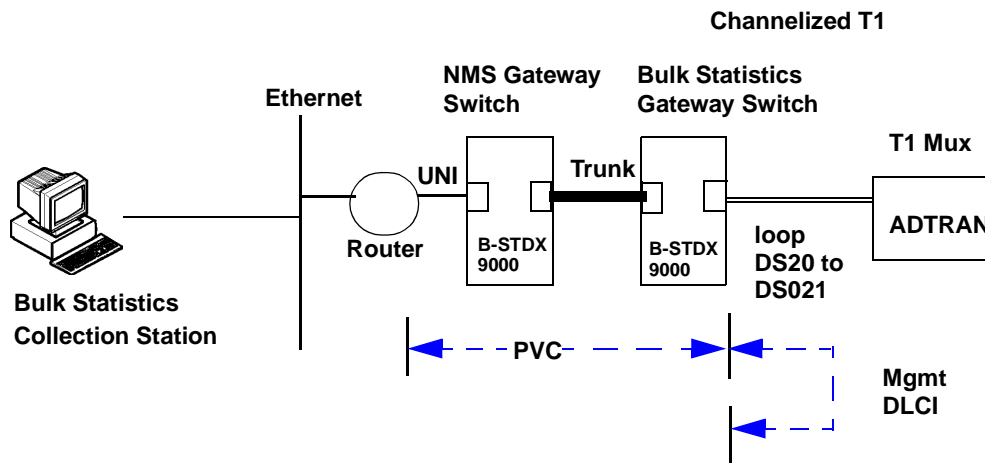 Channelized T1
NMS Gateway
Switch
Bulk Statistics
Gateway Switch
Ethernet
T1 Mux
UNI
Trunk
Router
B-STDX
9000
B-STDX
9000
loop
DS20 to
DS021
ADTRAN
Bulk Statistics
Collection Station
PVC
Mgmt
DLCI